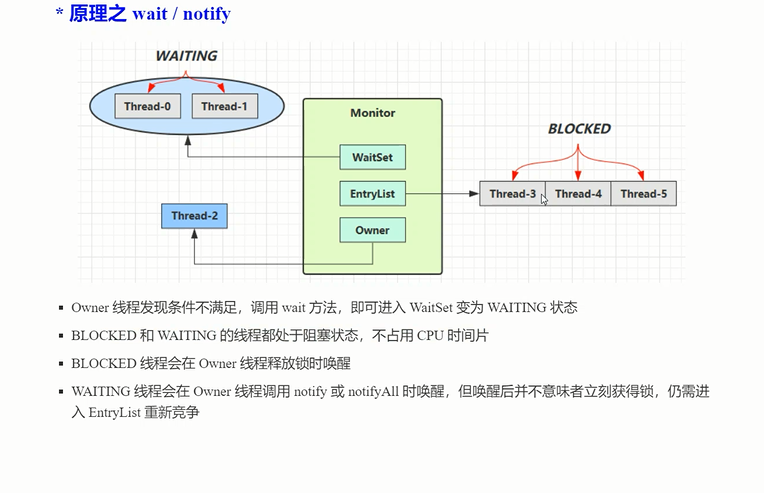 * 原理之 wait / notify
WAITING
Thread-0 Thread-1
Monitor
BLOCKED
WaitSet
EntryList
Thread-3 Thread-4 Thread-5
Thread-2
Owner
▪ Owner 线程发现条件不满足，调用 wait 方法，即可进入 WaitSet 变为 WAITING 状态
▪ BLOCKED 和 WAITING 的线程都处于阻塞状态，不占用 CPU 时间片
▪ BLOCKED 线程会在 Owner 线程释放锁时唤醒
▪ WAITING 线程会在 Owner 线程调用 notify 或 notifyAll 时唤醒，但唤醒后并不意味者立刻获得锁，仍需进
入 EntryList 重新竞争